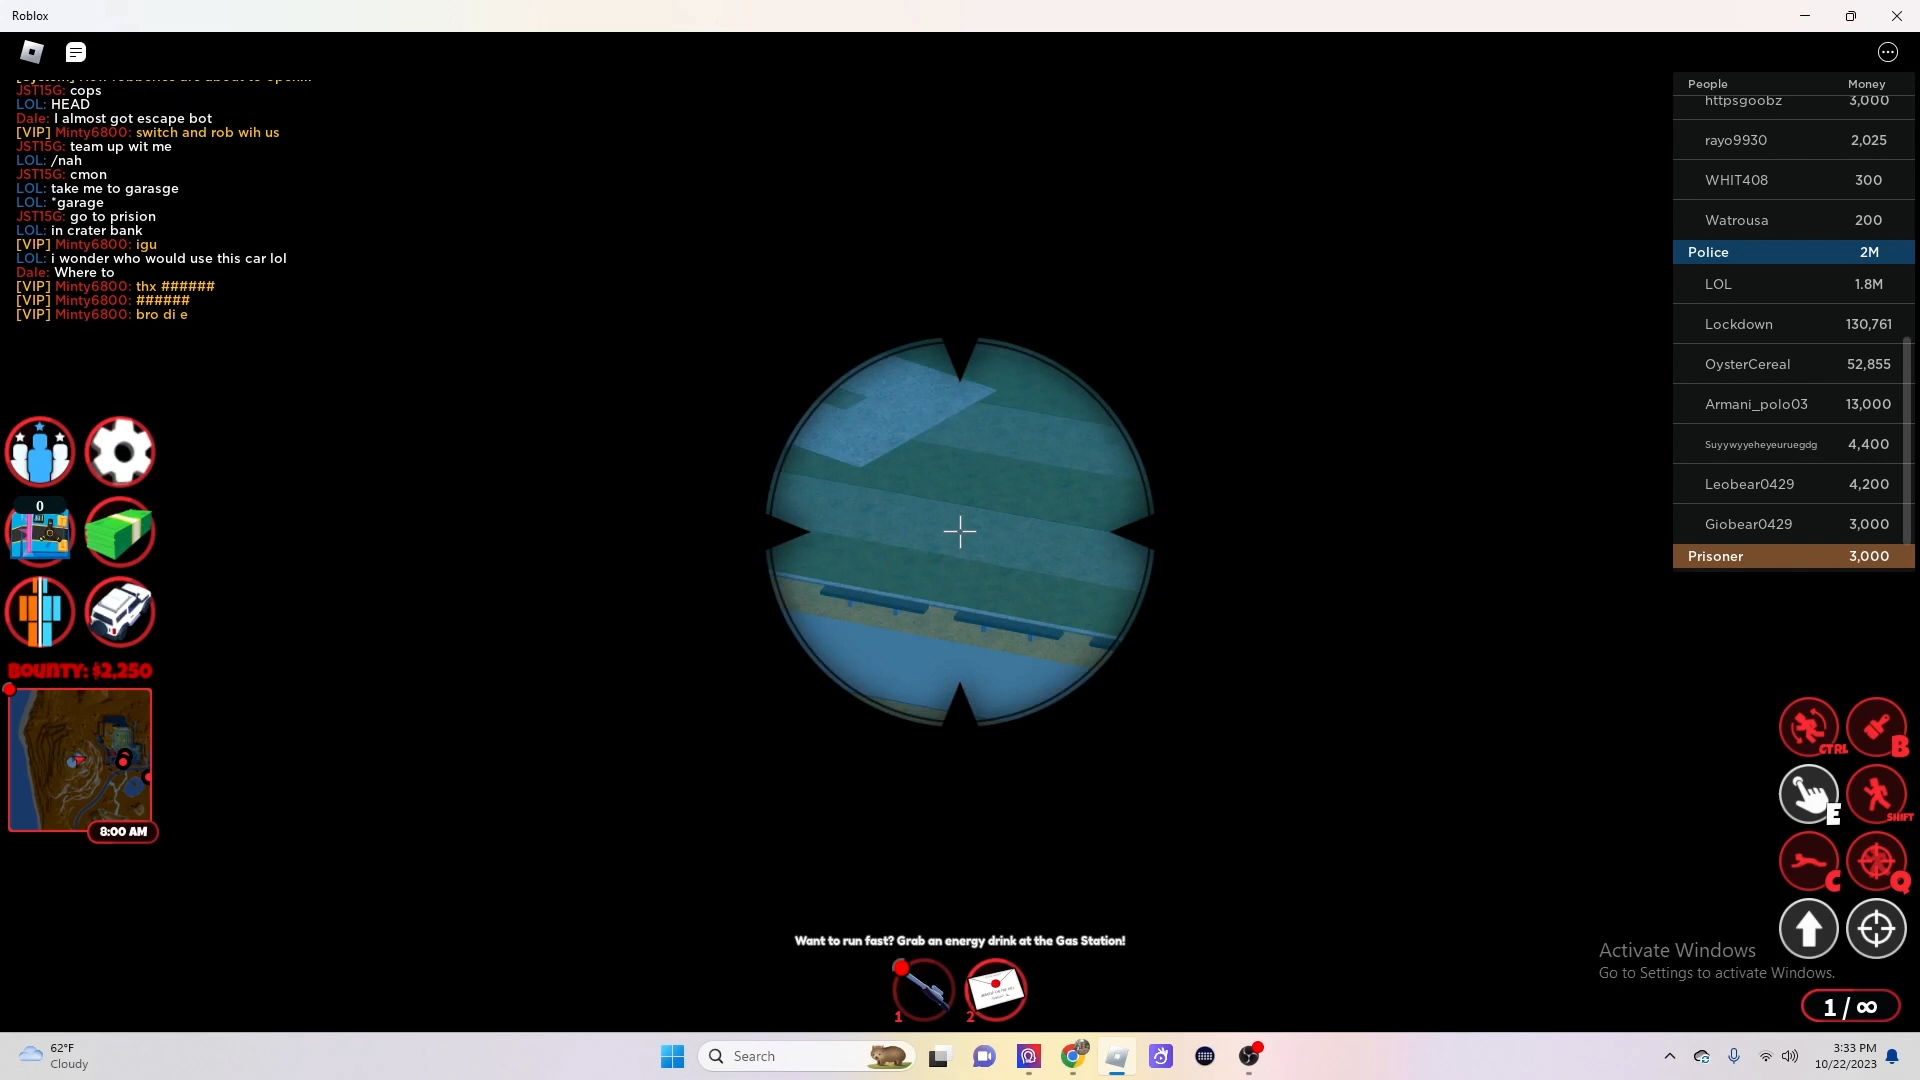 Roblox
JST15G: cops
LOL: HEAD
Dale: I almost got escape bot
[VIP] Minty6800: switch and rob wih us
JST15G: team up wit me
LOL: /nah
JST15G: cmon
LOL: take me to garasge
LOL: *garage
JST15G: go to prision
LOL: in crater bank
[VIP] Minty6800: igu
LOL: i wonder who would use this car lol
Dale: Where to
[VIP] Minty6800: thx ######
[VIP] Minty6800: ######
[VIP] Minty6800: bro di e
People Money
httpsgoobz 3,000
rayo9930 2,025
WHIT408 300
Watrousa 200
Police 2M
LOL 1.8M
Lockdown 130,761
OysterCereal 52,855
Armani_polo03 13,000
Suyywyyeheyeuruegdg 4,400
Leobear0429 4,200
Giobear0429 3,000
Prisoner 3,000
0
BOUNTY: $2,250
8:00 AM
CTRL
B
E
SHIFT
C
Q
Want to run fast? Grab an energy drink at the Gas Station!
1
2
Activate Windows
Go to Settings to activate Windows.
1 / ∞
62°F
Cloudy
Search
3:33 PM
10/22/2023